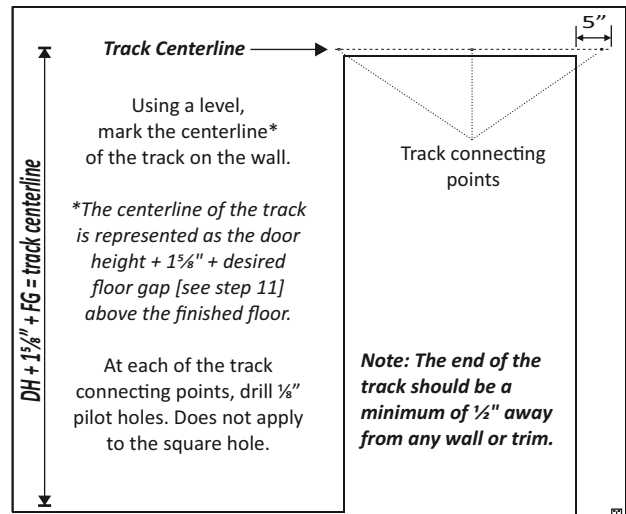 5”
Track Centerline
Using a level,
mark the centerline*
of the track on the wall.
*The centerline of the track
is represented as the door
height + 1⅝" + desired
floor gap [see step 11]
above the finished floor.
At each of the track
connecting points, drill ⅛”
pilot holes. Does not apply
to the square hole.
DH + 1⅝” + FG = track centerline
Track connecting
points
Note: The end of the
track should be a
minimum of ½" away
from any wall or trim.